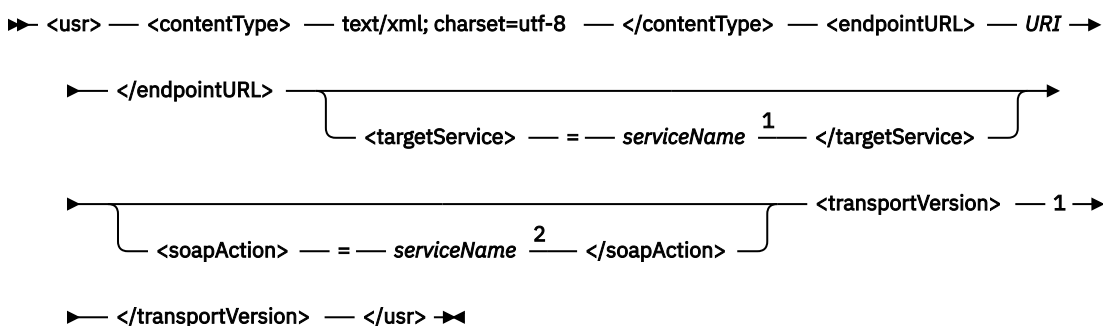 <usr> <contentType> text/xml; charset=utf-8 </contentType> <endpointURL> URI
</endpointURL>
<targetService> = serviceName 1 </targetService>
<transportVersion> 1
<soapAction> = serviceName 2 </soapAction>
</transportVersion> </usr>